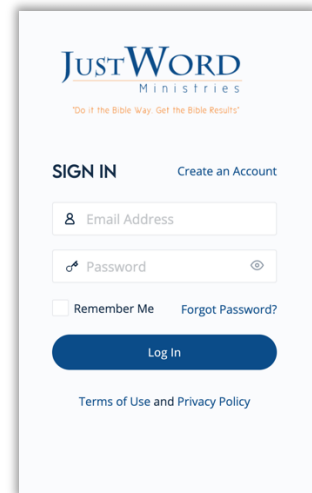 JUSTWORD
Ministries
"Do it the Bible Way. Get the Bible Results"
SIGN IN Create an Account
Email Address
Password
Remember Me Forgot Password?
Log In
Terms of Use and Privacy Policy